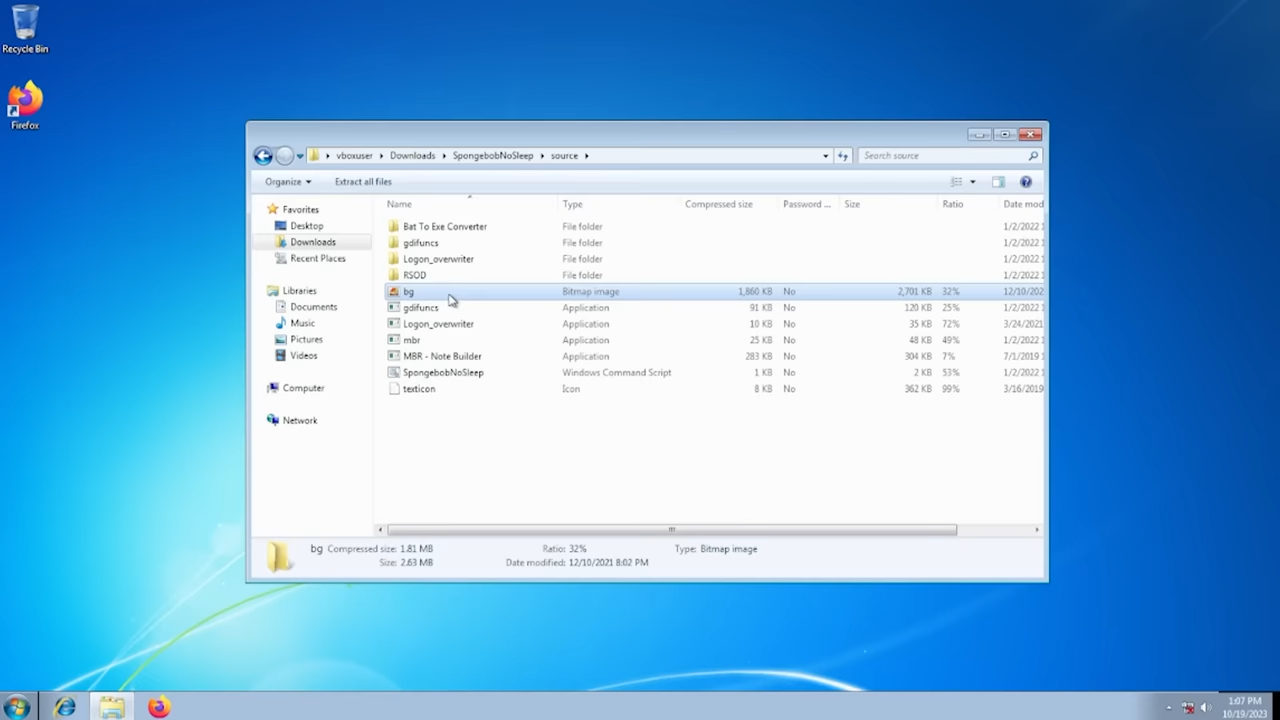 Recycle Bin
Firefox
vboxuser Downloads SpongebobNoSleep source
Search source
Organize Extract all files
Name Type Compressed size Password ... Size Ratio Date mod
Favorites
Desktop
Downloads
Recent Places
Libraries
Documents
Music
Pictures
Videos
Computer
Network
Bat To Exe Converter File folder 1/2/2022 1
gdifuncs File folder 1/2/2022 1
Logon_overwriter File folder 1/2/2022 1
RSOD File folder 1/2/2022 1
bg Bitmap image 1,860 KB No 2,701 KB 32% 12/10/202
gdifuncs Application 91 KB No 120 KB 25% 1/2/2022 1
Logon_overwriter Application 10 KB No 35 KB 72% 3/24/2021
mbr Application 25 KB No 48 KB 49% 1/2/2022 1
MBR - Note Builder Application 283 KB No 304 KB 7% 7/1/2019 1
SpongebobNoSleep Windows Command Script 1 KB No 2 KB 53% 1/2/2022 1
texticon Icon 8 KB No 362 KB 99% 3/16/2019
bg Compressed size: 1.81 MB Ratio: 32% Type: Bitmap image
Size: 2.63 MB Date modified: 12/10/2021 8:02 PM
1:07 PM
10/19/2023